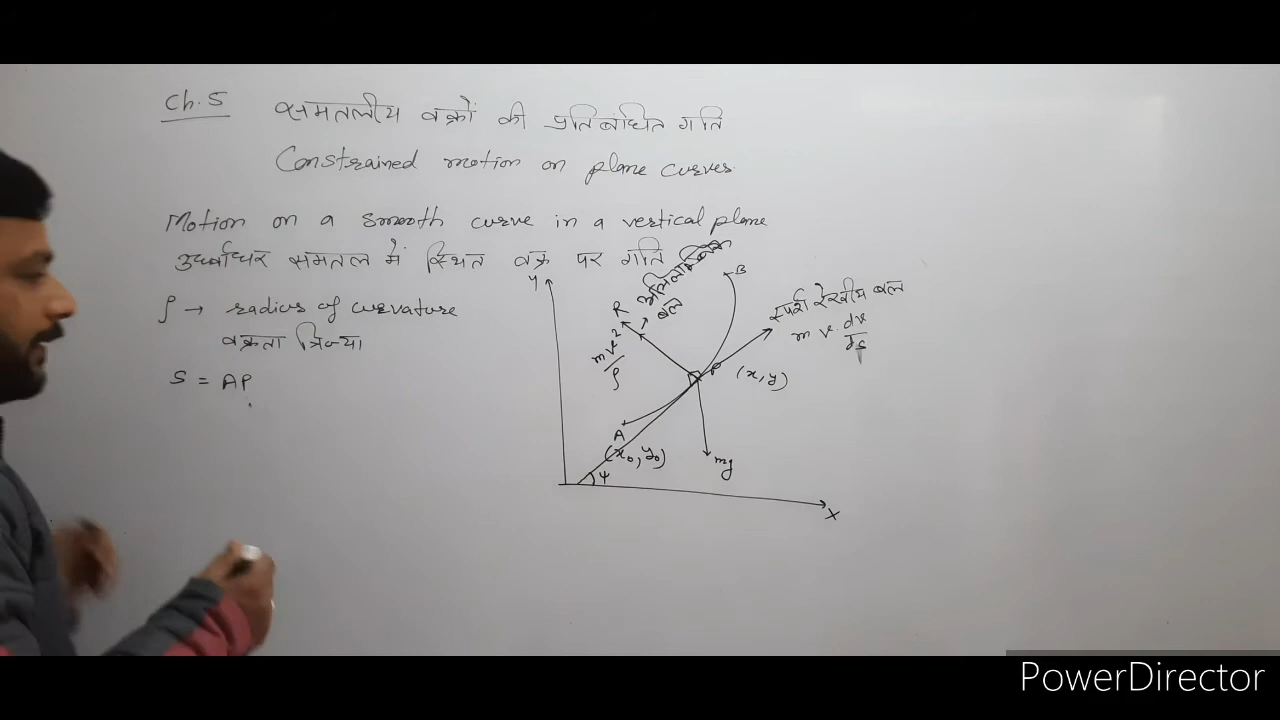 Ch. 5
समतलीय वक्रों की प्रतिबंधित गति
Constrained motion on plane curves.
Motion on a smooth curve in a vertical plane
उर्ध्वाधर समतल में स्थित वक्र पर गति
ρ → radius of curvature
वक्रता त्रिज्या
S = AP
Y
B
R
बल
mv²/ρ
स्पर्श रेखीय बल
m v. dv/ds
P (x, y)
A
(x₀, y₀)
mg
ψ
X
PowerDirector